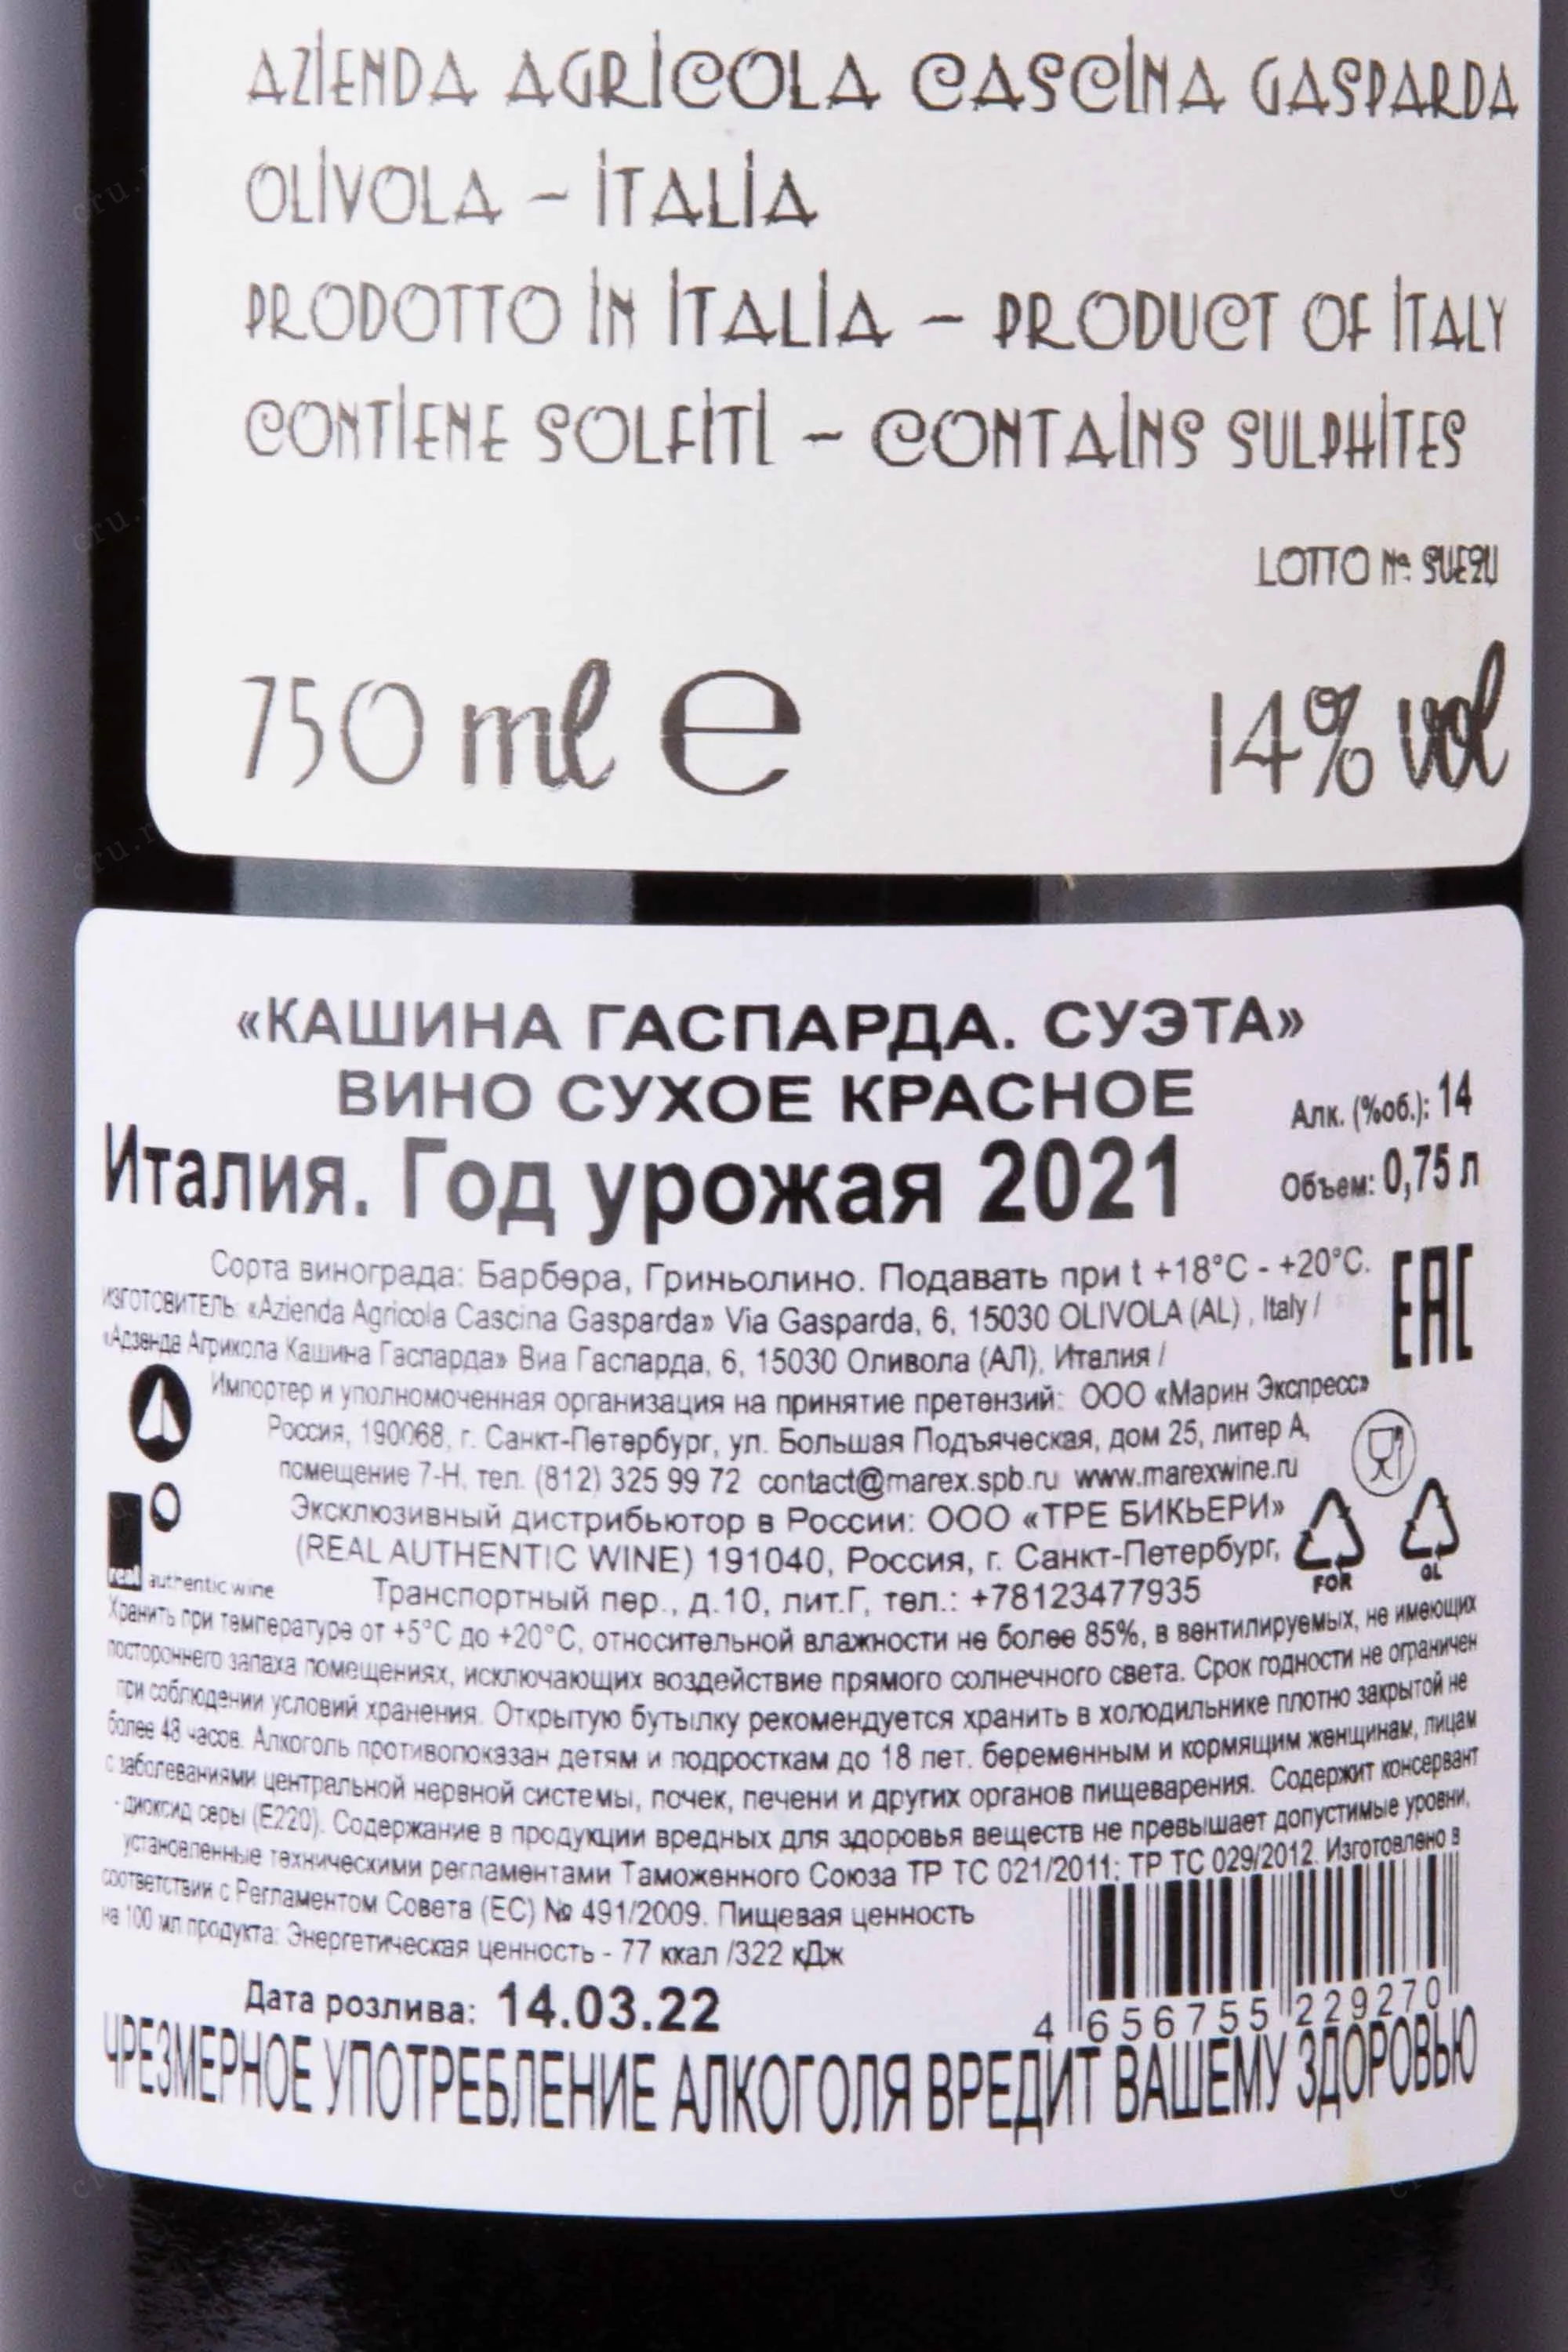 AZIENDA AGRICOLA CASCINA GASPARDA
OLIVOLA – ITALIA
PRODOTTO IN ITALIA – PRODUCT OF ITALY
CONTIENE SOLFITI – CONTAINS SULPHITES
LOTTO Nº:
750 ml e
14% vol
«КАШИНА ГАСПАРДА. СУЭТА»
ВИНО СУХОЕ КРАСНОЕ
Алк. (%об.): 14
Италия. Год урожая 2021
Объем: 0,75 л
Сорта винограда: Барбера, Гриньолино. Подавать при t +18°С - +20°С.
EAC
ИЗГОТОВИТЕЛЬ: «Azienda Agricola Cascina Gasparda» Via Gasparda, 6, 15030 OLIVOLA (AL) , Italy /
«Адзенда Агрикола Кашина Гаспарда» Виа Гаспарда, 6, 15030 Оливола (АЛ), Италия /
Импортер и уполномоченная организация на принятие претензий: ООО «Марин Экспресс»
Россия, 190068, г. Санкт-Петербург, ул. Большая Подъяческая, дом 25, литер А,
помещение 7-Н, тел. (812) 325 99 72 contact@marex.spb.ru www.marexwine.ru
Эксклюзивный дистрибьютор в России: ООО «ТРЕ БИКЬЕРИ»
(REAL AUTHENTIC WINE) 191040, Россия, г. Санкт-Петербург,
Транспортный пер., д.10, лит.Г, тел.: +78123477935
real authentic wine
FOR
GL
Хранить при температуре от +5°С до +20°С, относительной влажности не более 85%, в вентилируемых, не имеющих
постороннего запаха помещениях, исключающих воздействие прямого солнечного света. Срок годности не ограничен
при соблюдении условий хранения. Открытую бутылку рекомендуется хранить в холодильнике плотно закрытой не
более 48 часов. Алкоголь противопоказан детям и подросткам до 18 лет. беременным и кормящим женщинам, лицам
с заболеваниями центральной нервной системы, почек, печени и других органов пищеварения. Содержит консервант
- диоксид серы (Е220). Содержание в продукции вредных для здоровья веществ не превышает допустимые уровни,
установленные техническими регламентами Таможенного Союза ТР ТС 021/2011; ТР ТС 029/2012. Изготовлено в
соответствии с Регламентом Совета (ЕС) № 491/2009. Пищевая ценность
на 100 мл продукта: Энергетическая ценность - 77 ккал /322 кДж
Дата розлива: 14.03.22
4 656755 229270
ЧРЕЗМЕРНОЕ УПОТРЕБЛЕНИЕ АЛКОГОЛЯ ВРЕДИТ ВАШЕМУ ЗДОРОВЬЮ